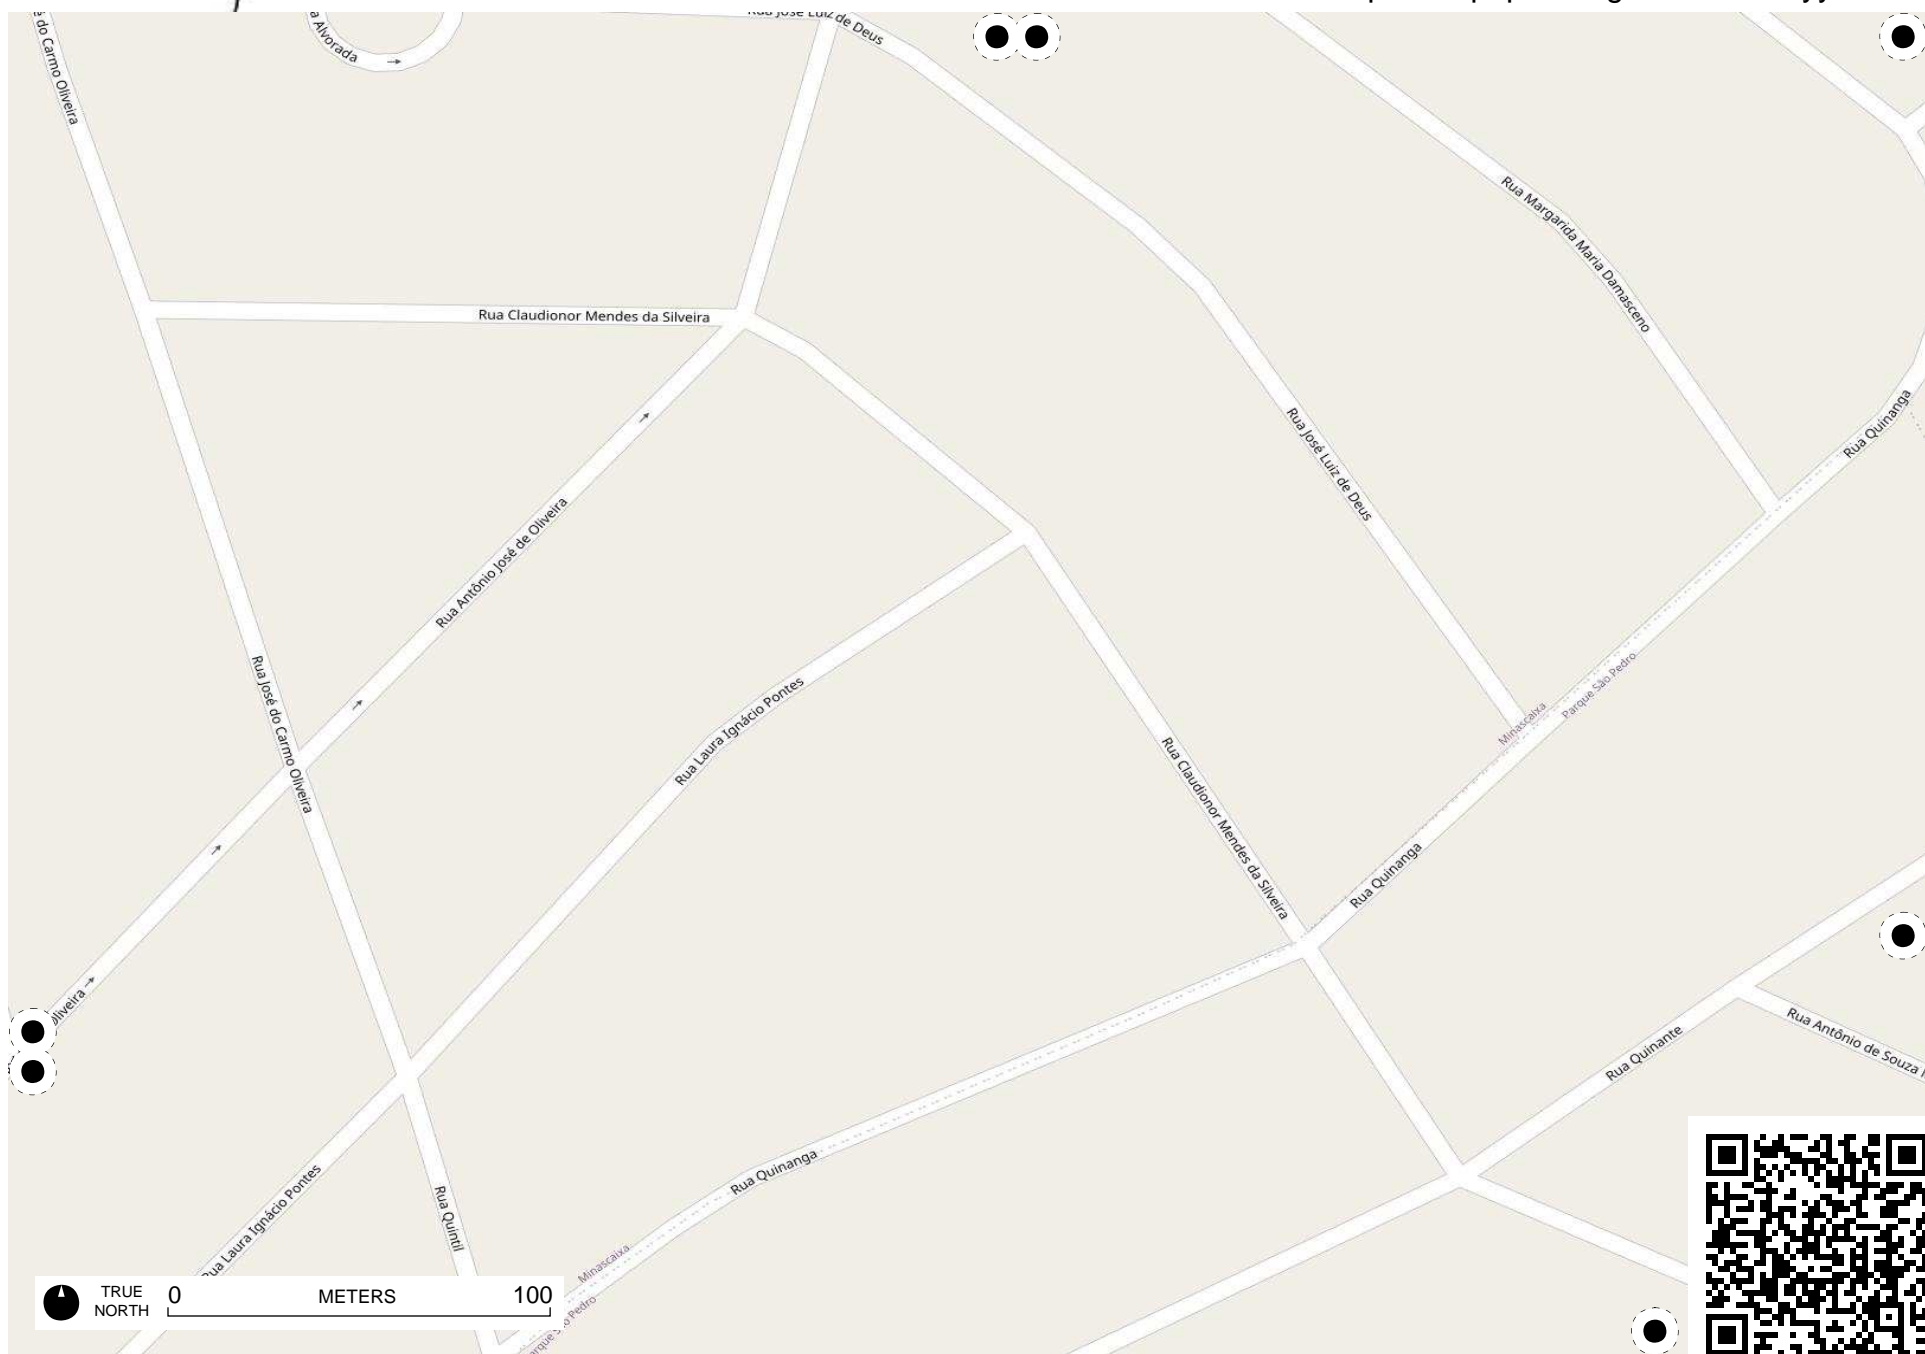 do Carmo Oliveira
Alvorada
Rua José Luiz de Deus
Rua Margarida Maria Damasceno
Rua Claudionor Mendes da Silveira
Rua Quinanga
Rua José Luiz de Deus
Rua Antônio José de Oliveira
Rua José do Carmo Oliveira
Rua Laura Ignácio Pontes
Minascaixa
Parque São Pedro
Rua Claudionor Mendes da Silveira
Rua Quinanga
Oliveira
Rua Quinante
Rua Antônio de Souza
Rua Quinanga
Rua Laura Ignácio Pontes
Rua Quintil
Minascaixa
Parque São Pedro
TRUE NORTH
0 METERS 100